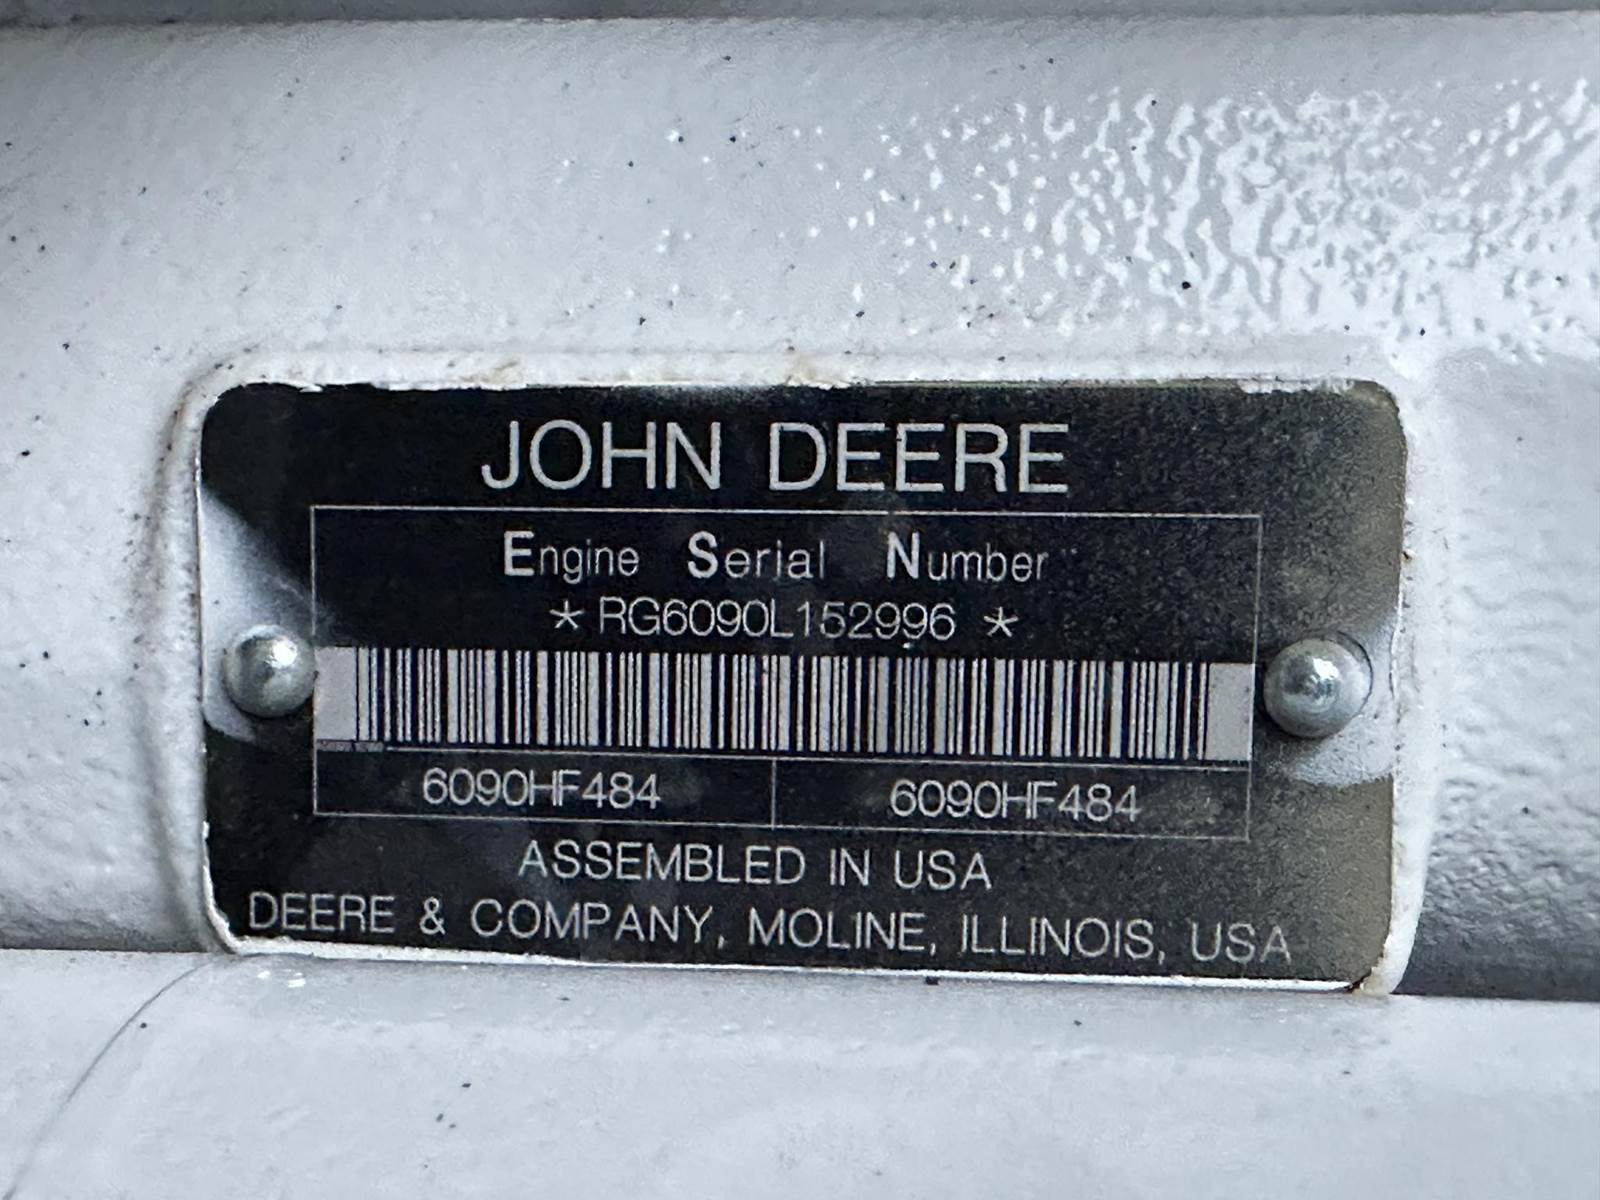 JOHN DEERE
Engine Serial Number
* RG6090L152996 *
6090HF484 6090HF484
ASSEMBLED IN USA
DEERE & COMPANY, MOLINE, ILLINOIS, USA